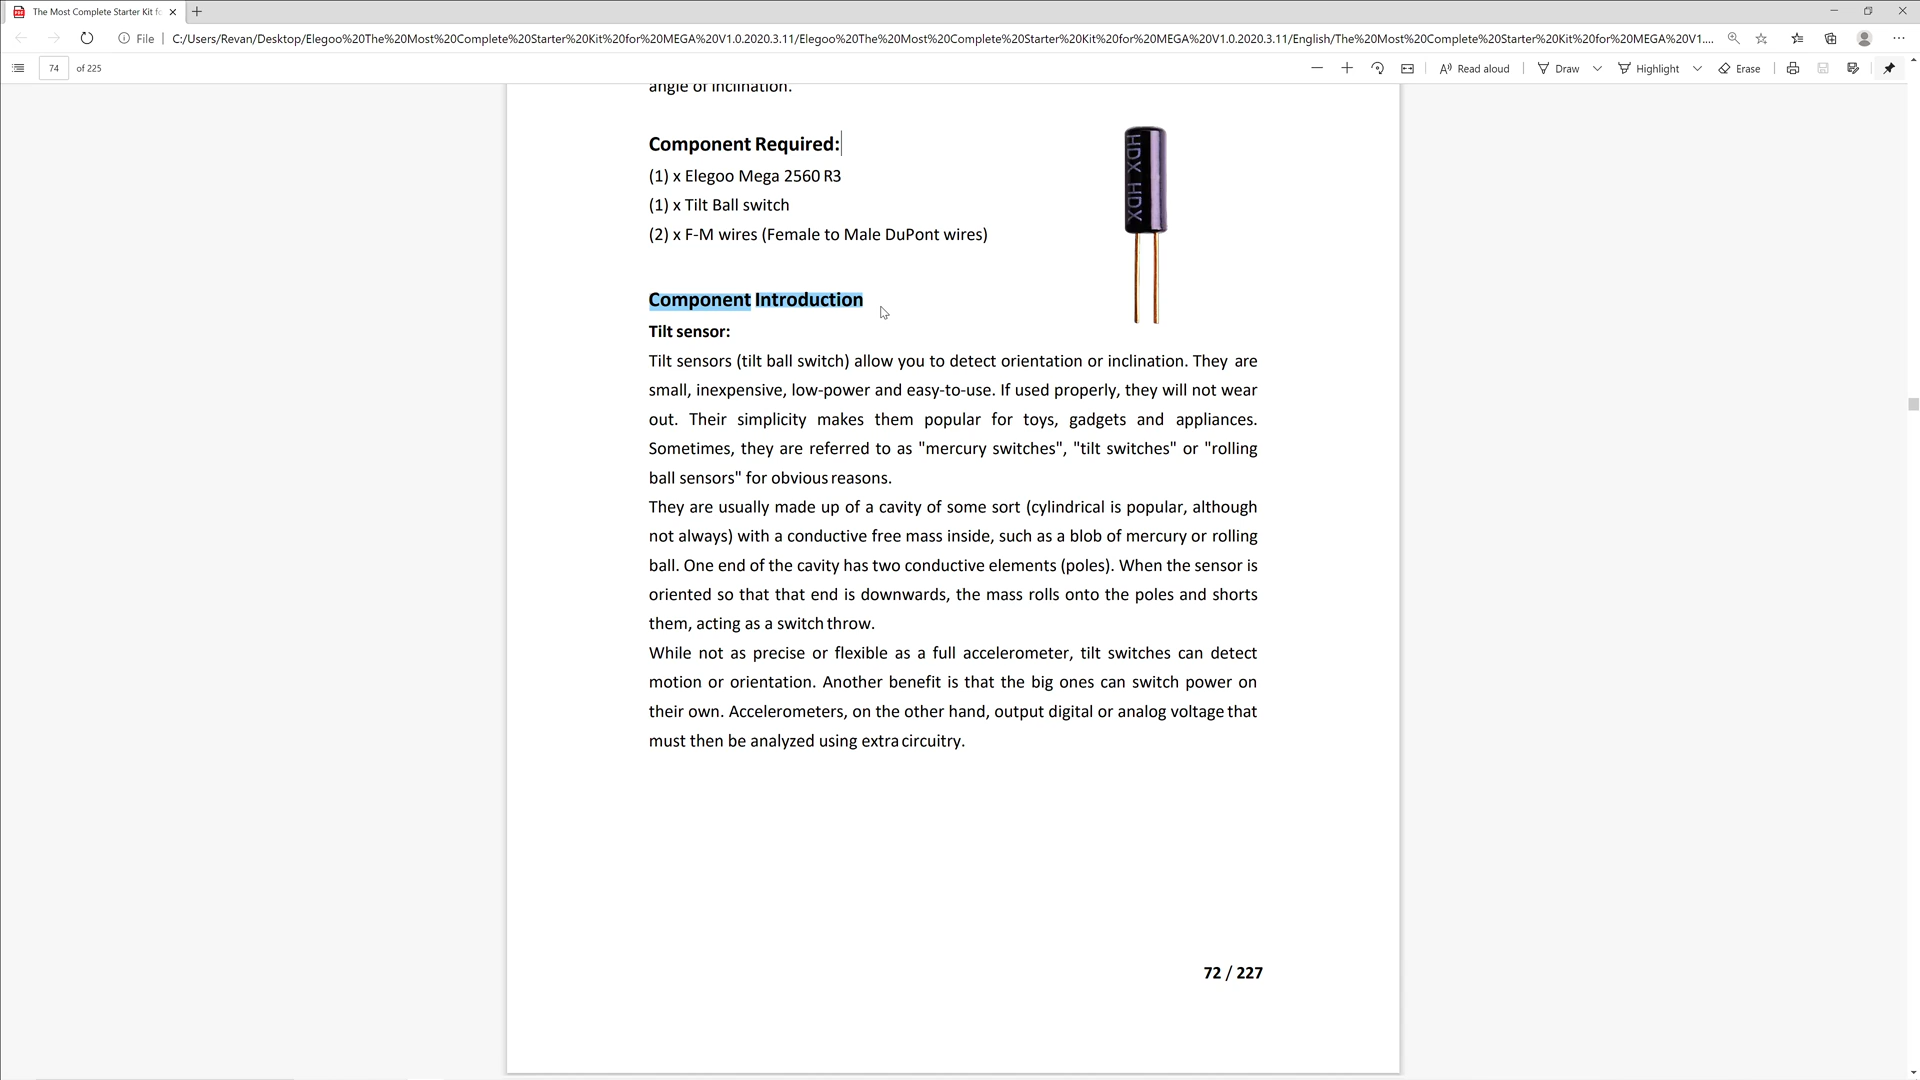 The Most Complete Starter Kit fo
File
C:/Users/Revan/Desktop/Elegoo%20The%20Most%20Complete%20Starter%20Kit%20for%20MEGA%20V1.0.2020.3.11/Elegoo%20The%20Most%20Complete%20Starter%20Kit%20for%20MEGA%20V1.0.2020.3.11/English/The%20Most%20Complete%20Starter%20Kit%20for%20MEGA%20V1....
74 of 225
Read aloud
Draw
Highlight
Erase
angle of inclination.
Component Required:
(1) x Elegoo Mega 2560 R3
(1) x Tilt Ball switch
(2) x F-M wires (Female to Male DuPont wires)
HDX HDX
Component Introduction
Tilt sensor:
Tilt sensors (tilt ball switch) allow you to detect orientation or inclination. They are
small, inexpensive, low-power and easy-to-use. If used properly, they will not wear
out. Their simplicity makes them popular for toys, gadgets and appliances.
Sometimes, they are referred to as "mercury switches", "tilt switches" or "rolling
ball sensors" for obvious reasons.
They are usually made up of a cavity of some sort (cylindrical is popular, although
not always) with a conductive free mass inside, such as a blob of mercury or rolling
ball. One end of the cavity has two conductive elements (poles). When the sensor is
oriented so that that end is downwards, the mass rolls onto the poles and shorts
them, acting as a switch throw.
While not as precise or flexible as a full accelerometer, tilt switches can detect
motion or orientation. Another benefit is that the big ones can switch power on
their own. Accelerometers, on the other hand, output digital or analog voltage that
must then be analyzed using extra circuitry.
72 / 227